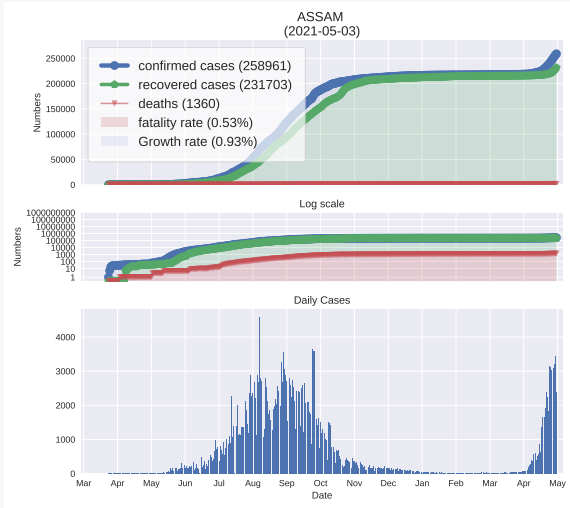 ASSAM
(2021-05-03)
confirmed cases (258961)
recovered cases (231703)
deaths (1360)
fatality rate (0.53%)
Growth rate (0.93%)
Numbers
250000
200000
150000
100000
50000
0
Log scale
Numbers
1000000000
100000000
10000000
1000000
100000
10000
1000
100
10
1
Daily Cases
4000
3000
2000
1000
0
Mar Apr May Jun Jul Aug Sep Oct Nov Dec Jan Feb Mar Apr May
Date